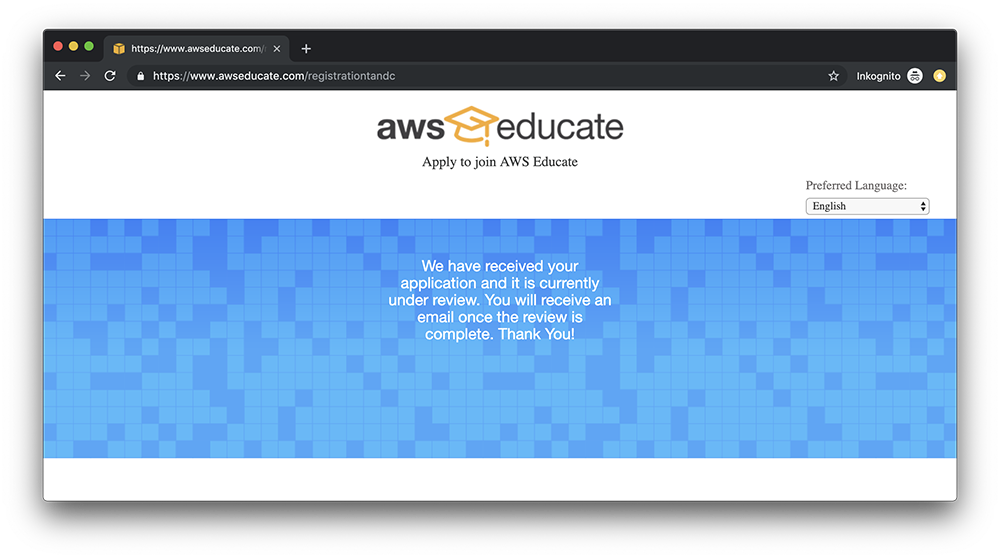 https://www.awseducate.com/
https://www.awseducate.com/registrationtandc
Inkognito
aws educate
Apply to join AWS Educate
Preferred Language:
English
We have received your
application and it is currently
under review. You will receive an
email once the review is
complete. Thank You!